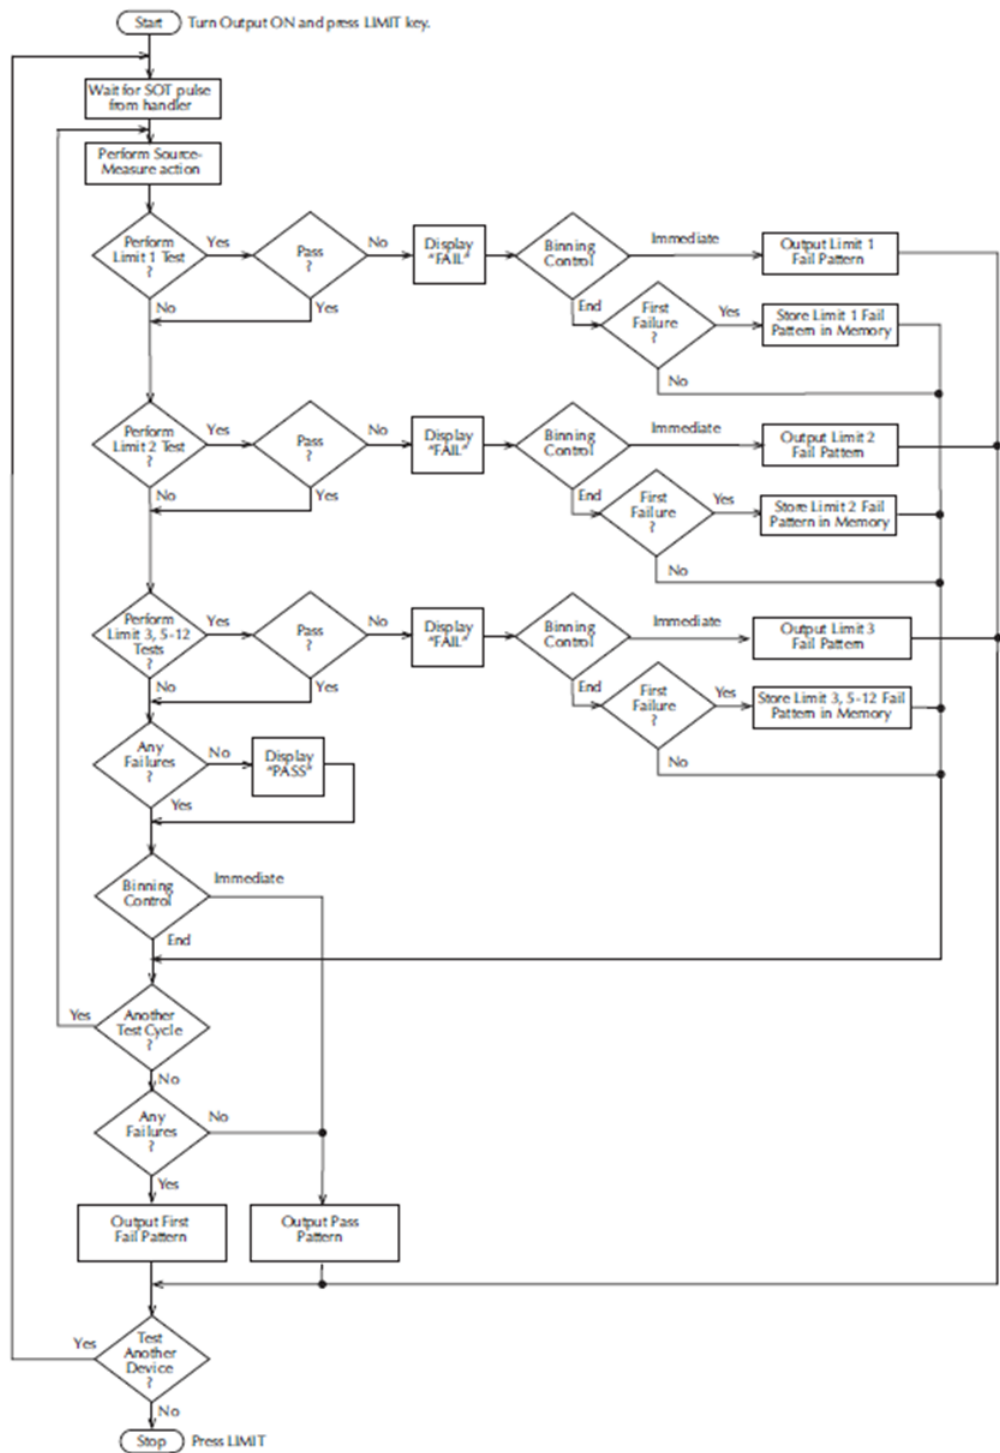 Start
Turn Output ON and press LIMIT key.
Wait for SOT pulse
from handler
Perform Source-
Measure action
Perform
Limit 1 Test
?
Yes
No
Pass
?
No
Yes
Display
"FAIL"
Binning
Control
Immediate
Output Limit 1
Fail Pattern
End
First
Failure
?
Yes
Store Limit 1 Fail
Pattern in Memory
No
Perform
Limit 2 Test
?
Yes
No
Pass
?
No
Yes
Display
"FAIL"
Binning
Control
Immediate
Output Limit 2
Fail Pattern
End
First
Failure
?
Yes
Store Limit 2 Fail
Pattern in Memory
No
Perform
Limit 3, 5-12
Tests
?
Yes
No
Pass
?
No
Yes
Display
"FAIL"
Binning
Control
Immediate
Output Limit 3
Fail Pattern
End
First
Failure
?
Yes
Store Limit 3, 5-12 Fail
Pattern in Memory
No
Any
Failures
?
No
Display
"PASS"
Yes
Binning
Control
Immediate
End
Another
Test Cycle
?
Yes
No
Any
Failures
?
No
Yes
Output First
Fail Pattern
Output Pass
Pattern
Test
Another
Device
?
Yes
No
Stop
Press LIMIT